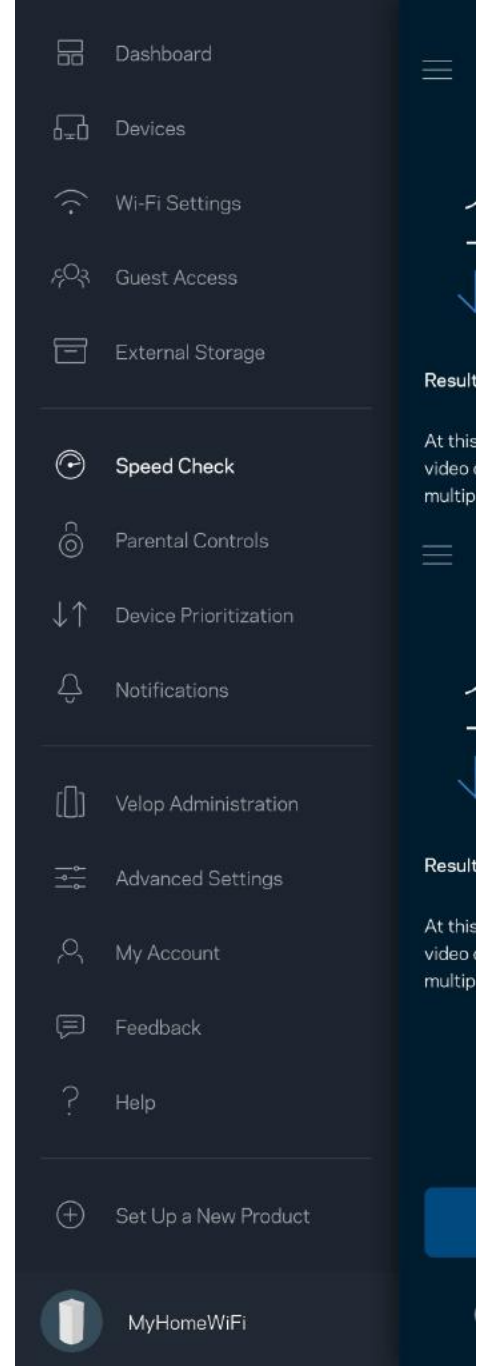 Dashboard
Devices
Wi-Fi Settings
Guest Access
External Storage
Speed Check
Parental Controls
Device Prioritization
Notifications
Velop Administration
Advanced Settings
My Account
Feedback
Help
Set Up a New Product
MyHomeWiFi
Result
At this
video
multip
Result
At this
video
multip